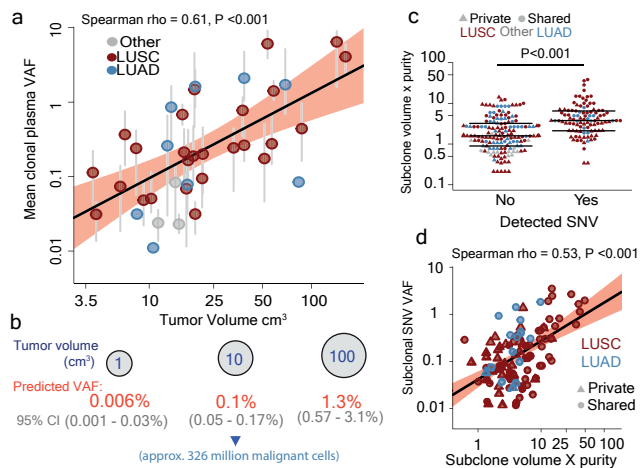 a
Spearman rho = 0.61, P <0.001
Other
LUSC
LUAD
Mean clonal plasma VAF
10
1
0.1
0.01
3.5 10 25 50 100
Tumor Volume cm³
b
Tumor volume
(cm³)
1 10 100
Predicted VAF:
0.006% 0.1% 1.3%
95% CI (0.001 - 0.03%) (0.05 - 0.17%) (0.57 - 3.1%)
(approx. 326 million malignant cells)
c
Private Shared
LUSC Other LUAD
P<0.001
Subclone volume x purity
100
50
10
5
1
0.5
0.1
No Yes
Detected SNV
d
Spearman rho = 0.53, P <0.001
Subclonal SNV VAF
10
1
0.1
0.01
LUSC
LUAD
Private
Shared
1 10 25 50 100
Subclone volume X purity